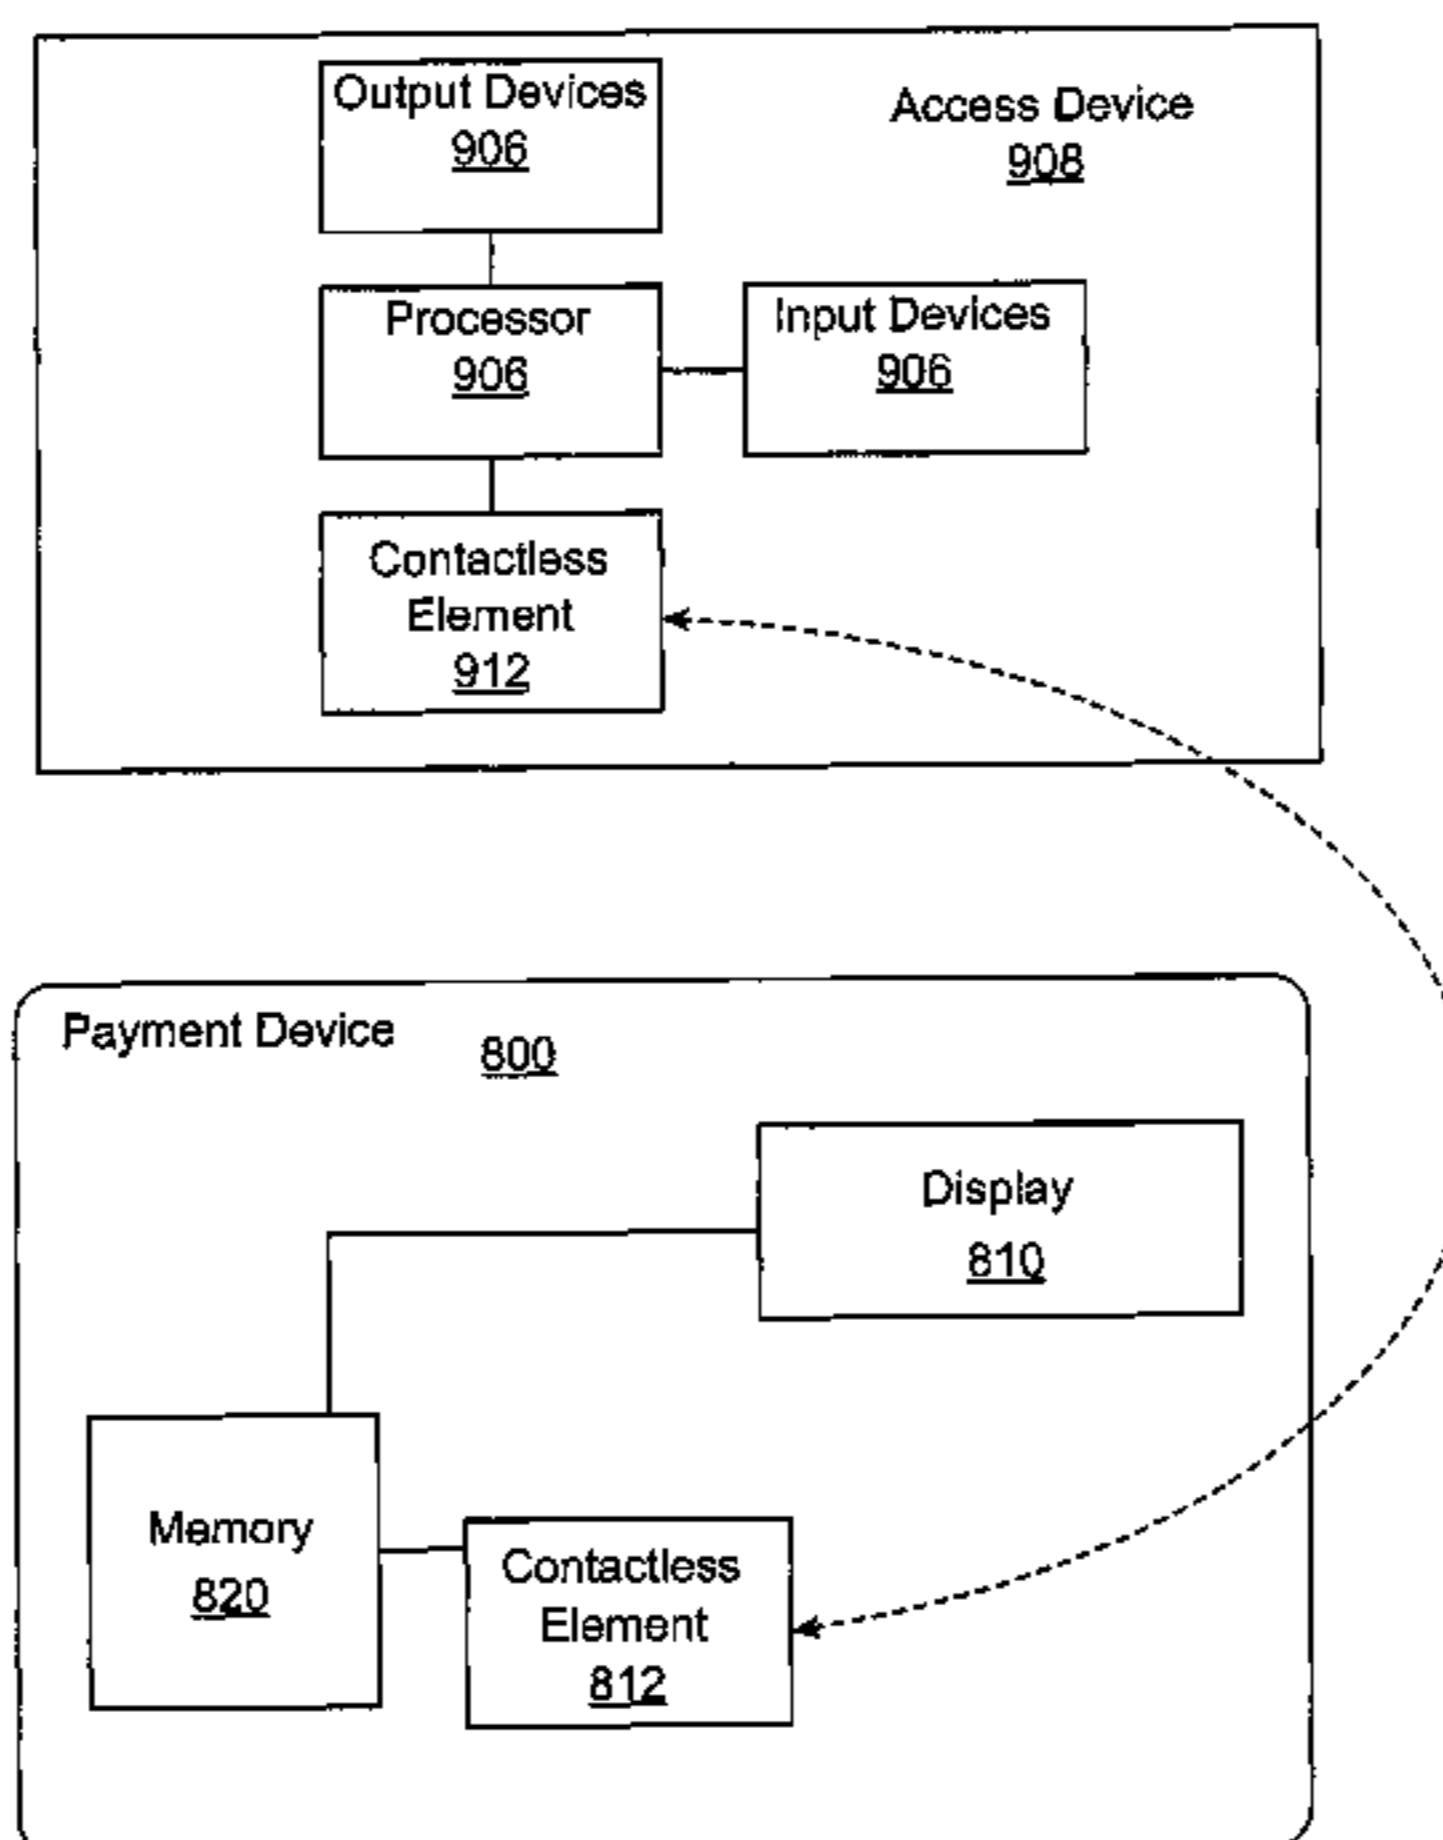 Output Devices
906
Access Device
908
Processor
906
Input Devices
906
Contactless
Element
912
Payment Device
800
Display
810
Memory
820
Contactless
Element
812